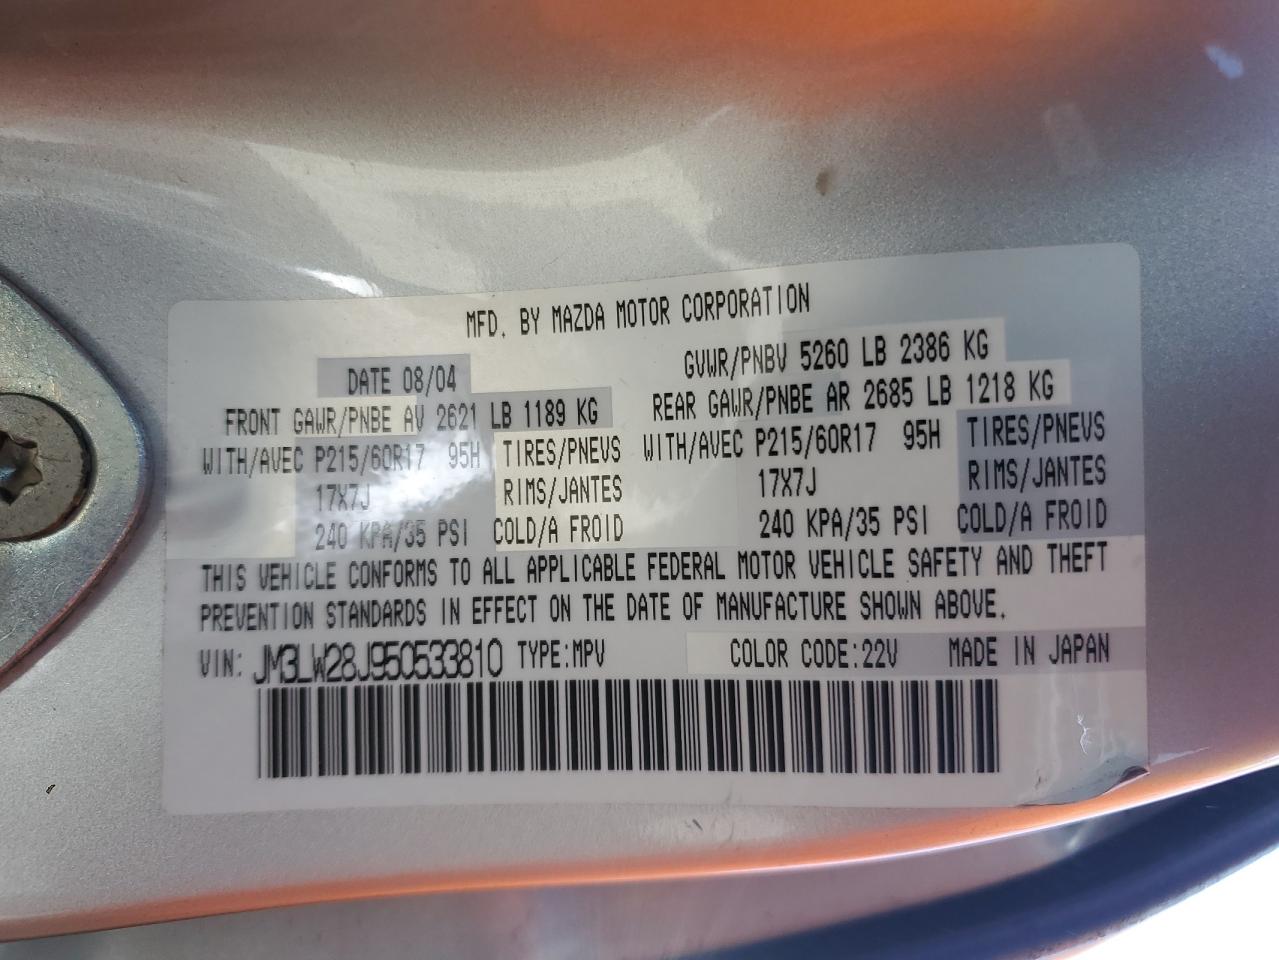 MFD. BY MAZDA MOTOR CORPORATION
DATE 08/04 GVWR/PNBV 5260 LB 2386 KG
FRONT GAWR/PNBE AV 2621 LB 1189 KG REAR GAWR/PNBE AR 2685 LB 1218 KG
WITH/AVEC P215/60R17 95H TIRES/PNEVS WITH/AVEC P215/60R17 95H TIRES/PNEVS
17X7J RIMS/JANTES 17X7J RIMS/JANTES
240 KPA/35 PSI COLD/A FROID 240 KPA/35 PSI COLD/A FROID
THIS VEHICLE CONFORMS TO ALL APPLICABLE FEDERAL MOTOR VEHICLE SAFETY AND THEFT
PREVENTION STANDARDS IN EFFECT ON THE DATE OF MANUFACTURE SHOWN ABOVE.
VIN: JM3LW28J950533810 TYPE:MPV COLOR CODE:22V MADE IN JAPAN